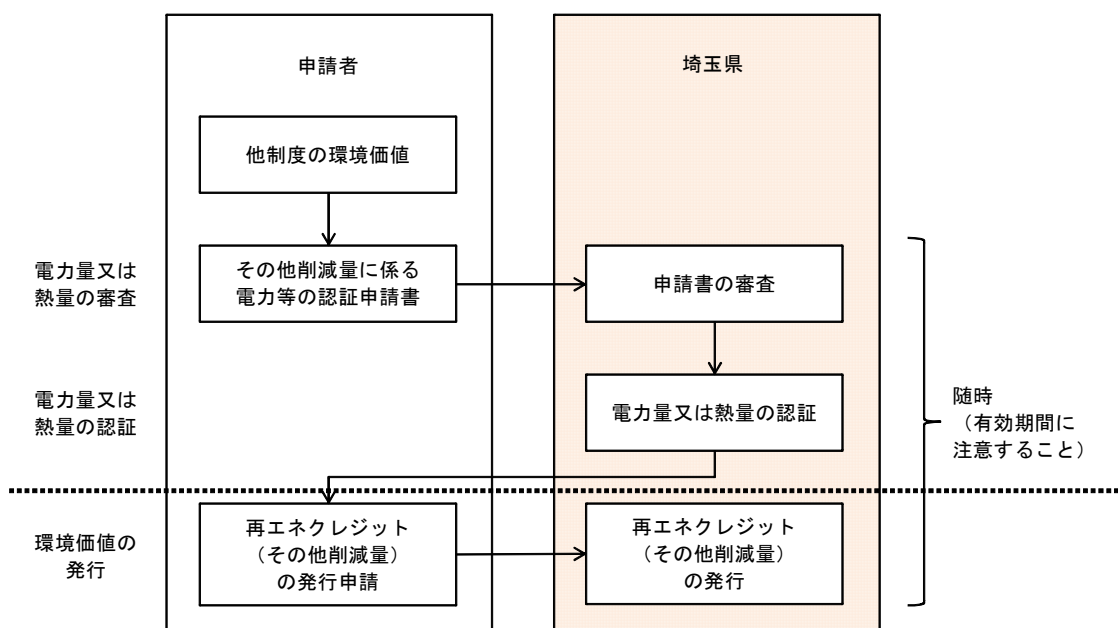 申請者
埼玉県
他制度の環境価値
電力量又は
熱量の審査
その他削減量に係る
電力等の認証申請書
申請書の審査
電力量又は
熱量の認証
電力量又は熱量の認証
随時
（有効期間に
注意すること）
環境価値の
発行
再エネクレジット
（その他削減量）
の発行申請
再エネクレジット
（その他削減量）
の発行